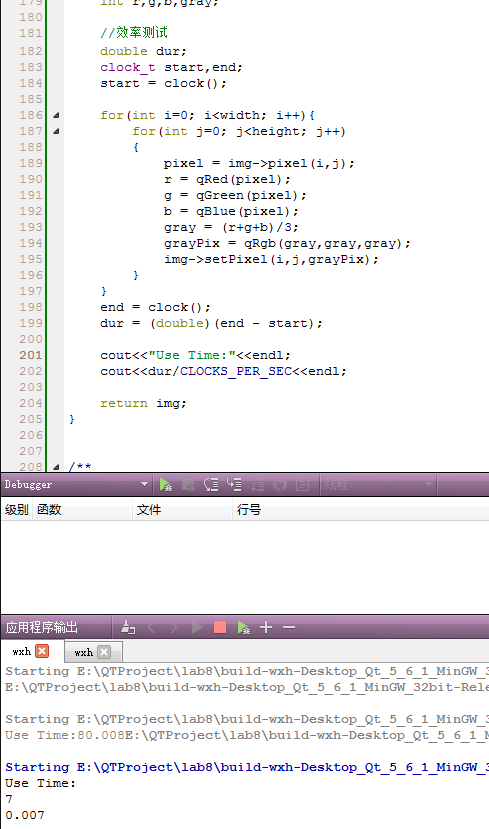 179 int r,g,b,gray;
180
181 //效率测试
182 double dur;
183 clock_t start,end;
184 start = clock();
185
186 for(int i=0; i<width; i++){
187 for(int j=0; j<height; j++)
188 {
189 pixel = img->pixel(i,j);
190 r = qRed(pixel);
191 g = qGreen(pixel);
192 b = qBlue(pixel);
193 gray = (r+g+b)/3;
194 grayPix = qRgb(gray,gray,gray);
195 img->setPixel(i,j,grayPix);
196 }
197 }
198 end = clock();
199 dur = (double)(end - start);
200
201 cout<<"Use Time:"<<endl;
202 cout<<dur/CLOCKS_PER_SEC<<endl;
203
204 return img;
205 }
206
207
208 /**
Debugger 线程:
级别 函数 文件 行号
应用程序输出
wxh wxh
Starting E:\QTProject\lab8\build-wxh-Desktop_Qt_5_6_1_MinGW_3
E:\QTProject\lab8\build-wxh-Desktop_Qt_5_6_1_MinGW_32bit-Rele
Starting E:\QTProject\lab8\build-wxh-Desktop_Qt_5_6_1_MinGW_3
Use Time:80.008E:\QTProject\lab8\build-wxh-Desktop_Qt_5_6_1_M
Starting E:\QTProject\lab8\build-wxh-Desktop_Qt_5_6_1_MinGW_3
Use Time:
7
0.007